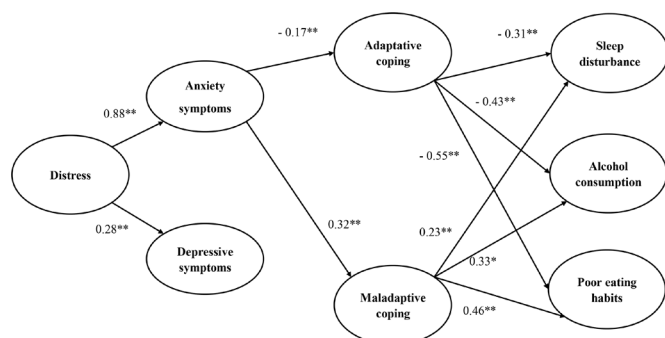 - 0.17**
Adaptative
coping
- 0.31**
Sleep
disturbance
Anxiety
symptoms
0.88**
- 0.43**
- 0.55**
Alcohol
consumption
Distress
0.28**
0.32**
0.23**
0.33*
Depressive
symptoms
Poor eating
habits
Maladaptive
coping
0.46**